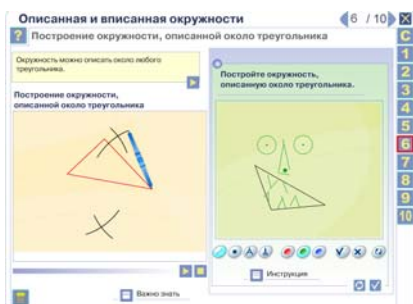 Описанная и вписанная окружности
6 / 10
? Построение окружности, описанной около треугольника
Окружность можно описать около любого
треугольника.
Построение окружности,
описанной около треугольника
Важно знать
Постройте окружность,
описанную около треугольника.
Инструкция
С
1
2
3
4
5
6
7
8
9
10